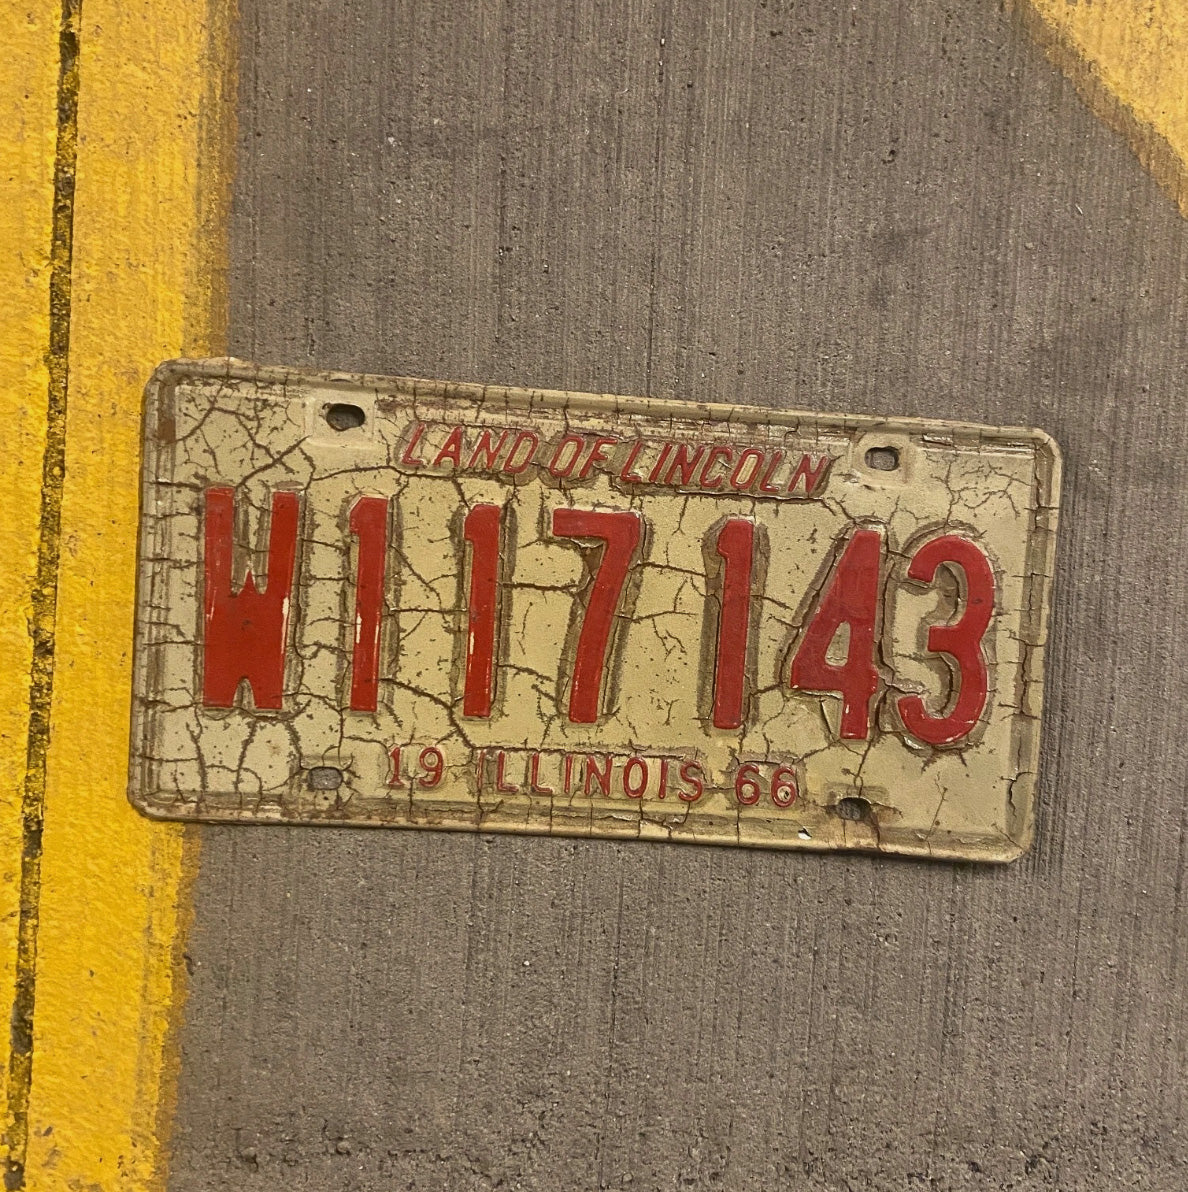 LAND OF LINCOLN
W117 143
19 ILLINOIS 66